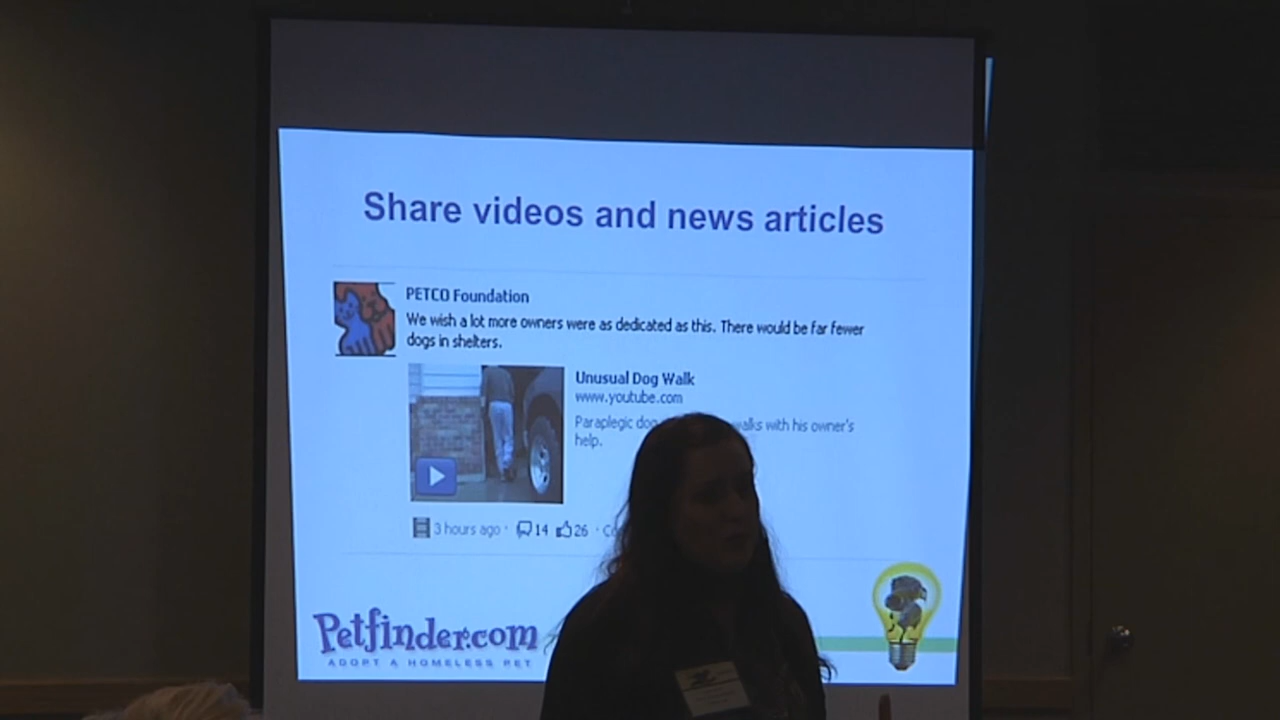 Share videos and news articles
PETCO Foundation
We wish a lot more owners were as dedicated as this. There would be far fewer
dogs in shelters.
Unusual Dog Walk
www.youtube.com
Paraplegic dog walks with his owner's
help.
3 hours ago · 14 26 ·
Petfinder.com
ADOPT A HOMELESS PET